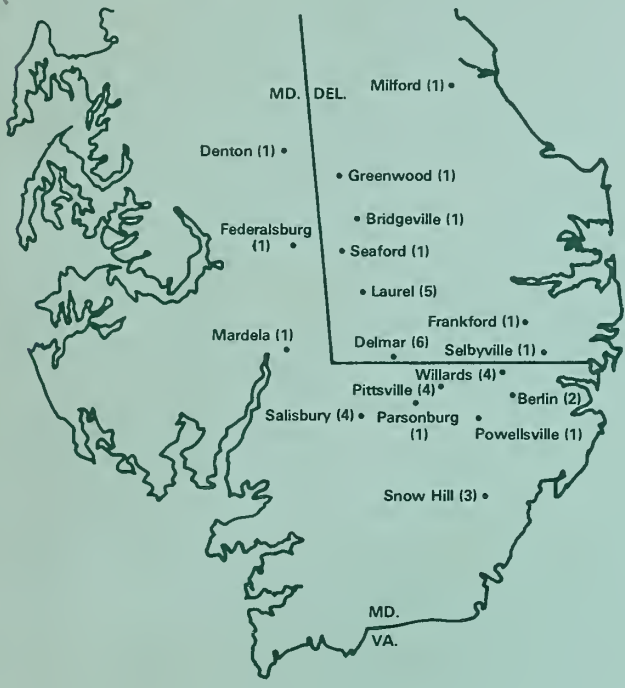 MD. DEL.
Milford (1)
Denton (1)
Greenwood (1)
Bridgeville (1)
Federalsburg
(1)
Seaford (1)
Laurel (5)
Frankford (1)
Mardela (1)
Delmar (6)
Selbyville (1)
Willards (4)
Pittsville (4)
Berlin (2)
Salisbury (4)
Parsonburg
(1)
Powellsville (1)
Snow Hill (3)
MD.
VA.